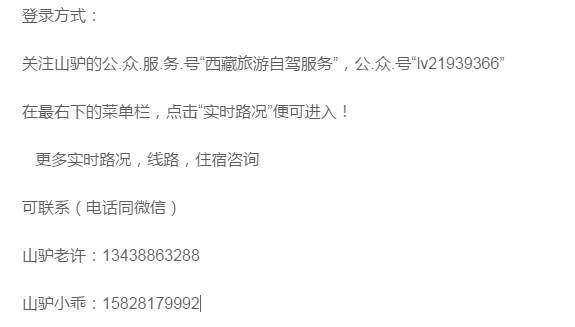 登录方式：
关注山驴的公.众.服.务.号“西藏旅游自驾服务”，公.众.号“lv21939366”
在最右下的菜单栏，点击“实时路况”便可进入！
更多实时路况，线路，住宿咨询
可联系（电话同微信）
山驴老许：13438863288
山驴小乖：15828179992